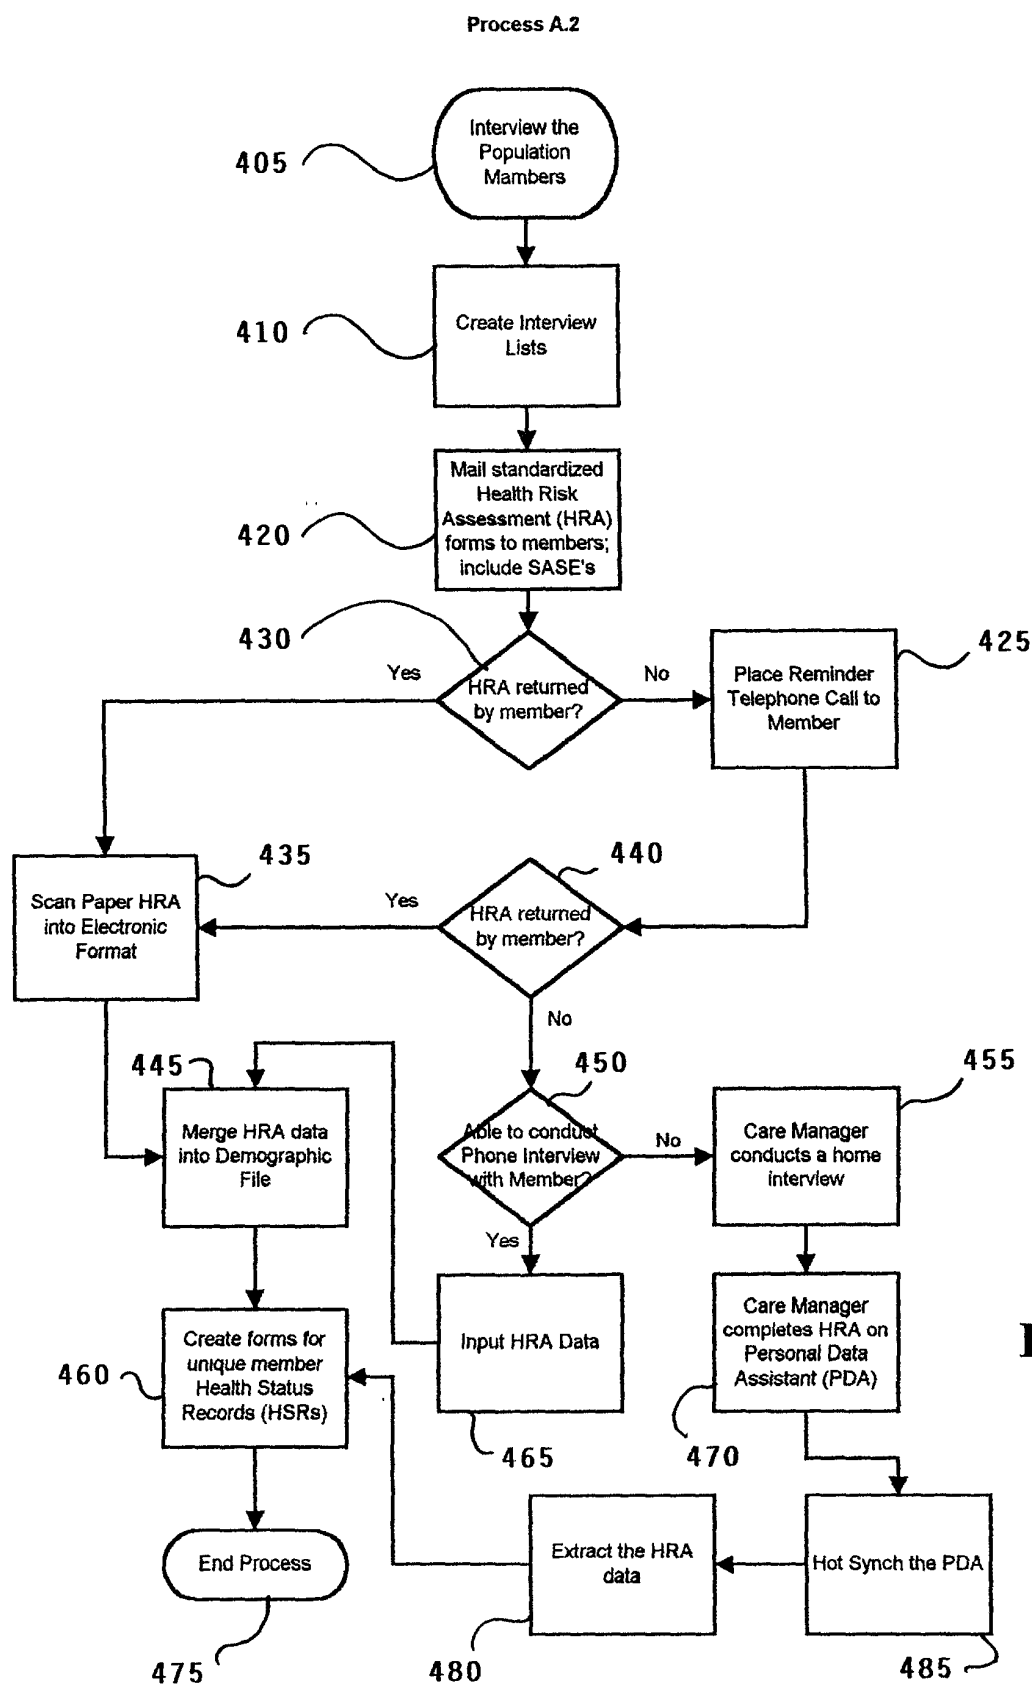 Process A.2
Interview the
Population
Mambers
405
Create Interview
Lists
410
Mail standardized
Health Risk
Assessment (HRA)
forms to members;
include SASE's
420
430
HRA returned
by member?
Yes
No
Place Reminder
Telephone Call to
Member
425
435
Scan Paper HRA
into Electronic
Format
Yes
HRA returned
by member?
440
No
445
Merge HRA data
into Demographic
File
450
Able to conduct
Phone Interview
with Member?
No
Yes
455
Care Manager
conducts a home
interview
Create forms for
unique member
Health Status
Records (HSRs)
460
Input HRA Data
465
Care Manager
completes HRA on
Personal Data
Assistant (PDA)
470
End Process
475
Extract the HRA
data
480
Hot Synch the PDA
485